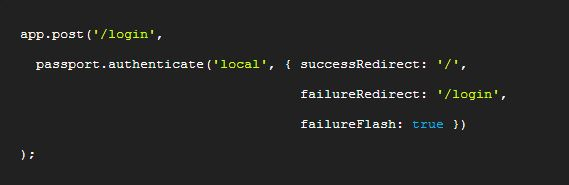 app.post('/login',
  passport.authenticate('local', { successRedirect: '/',
                                   failureRedirect: '/login',
                                   failureFlash: true })
);